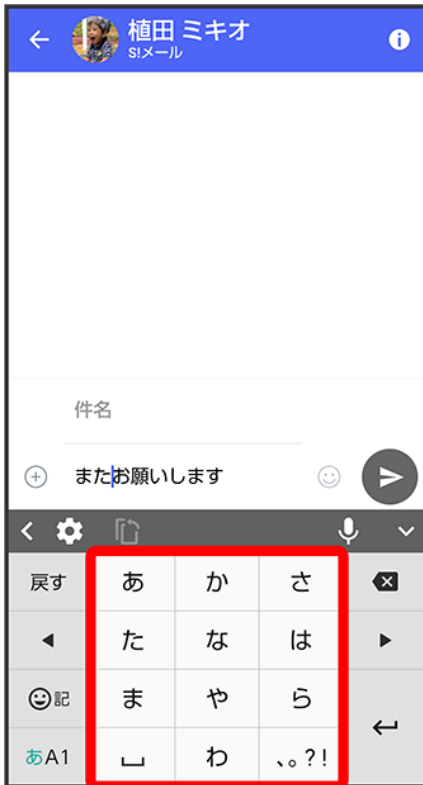 植田 ミキオ
S!メール
件名
またお願いします
戻す あ か さ
た な は
記 ま や ら
あA1 わ 、。?!